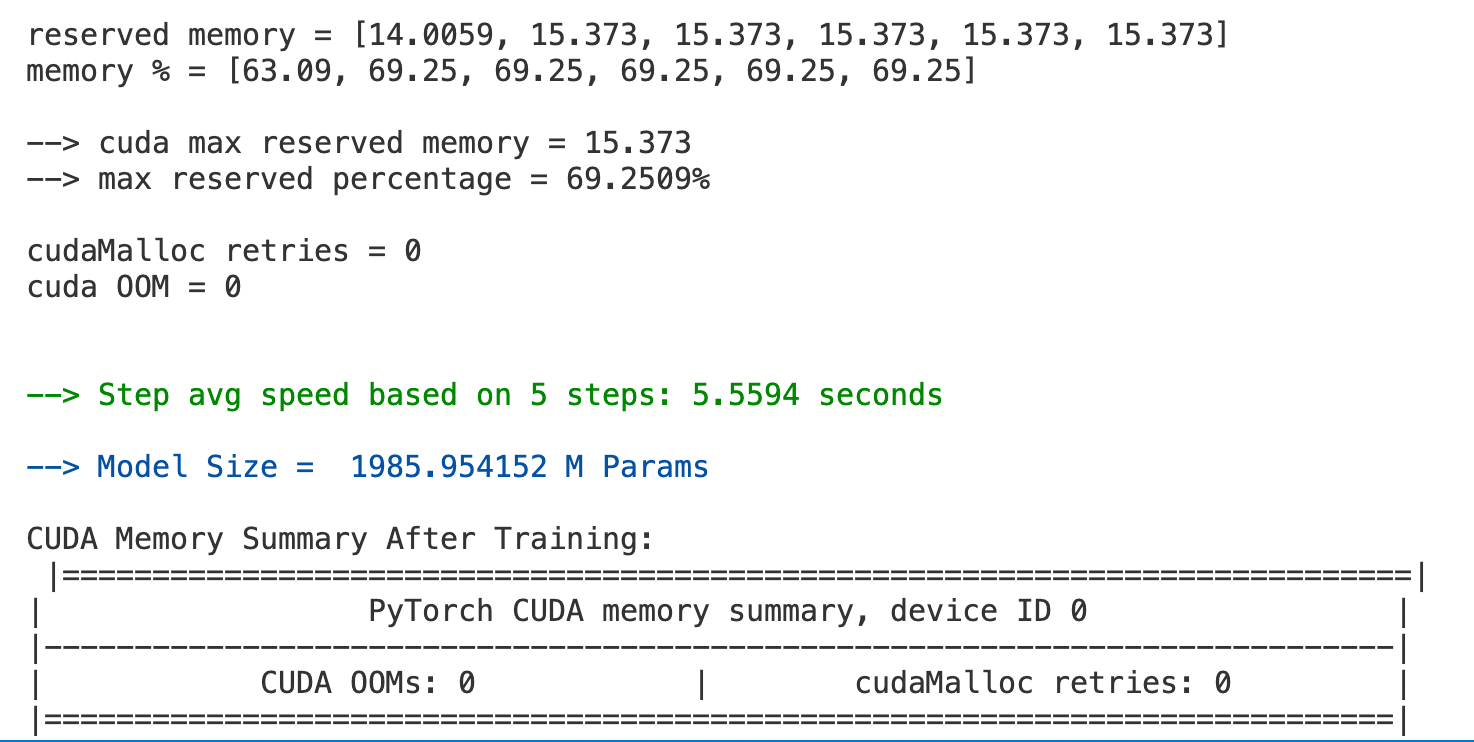 reserved memory = [14.0059, 15.373, 15.373, 15.373, 15.373, 15.373]
memory % = [63.09, 69.25, 69.25, 69.25, 69.25, 69.25]
--> cuda max reserved memory = 15.373
--> max reserved percentage = 69.2509%
cudaMalloc retries = 0
cuda OOM = 0
--> Step avg speed based on 5 steps: 5.5594 seconds
--> Model Size =  1985.954152 M Params
CUDA Memory Summary After Training:
|===========================================================================|
| PyTorch CUDA memory summary, device ID 0 |
|---------------------------------------------------------------------------|
| CUDA OOMs: 0 | cudaMalloc retries: 0 |
|===========================================================================|